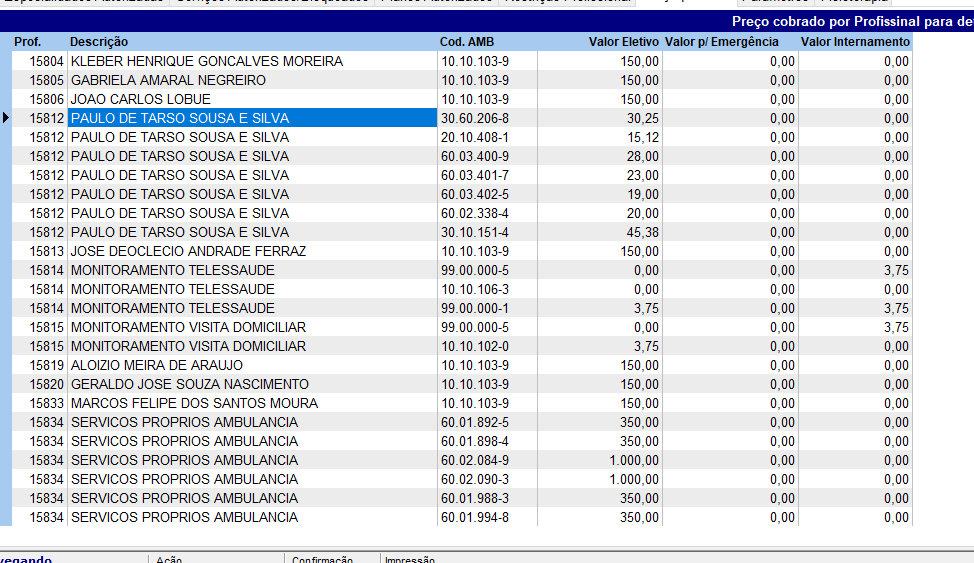 Preço cobrado por Profissinal para de
Prof. Descrição Cod. AMB Valor Eletivo Valor p/ Emergência Valor Internamento
15804 KLEBER HENRIQUE GONCALVES MOREIRA 10.10.103-9 150,00 0,00 0,00
15805 GABRIELA AMARAL NEGREIRO 10.10.103-9 150,00 0,00 0,00
15806 JOAO CARLOS LOBUE 10.10.103-9 150,00 0,00 0,00
15812 PAULO DE TARSO SOUSA E SILVA 30.60.206-8 30,25 0,00 0,00
15812 PAULO DE TARSO SOUSA E SILVA 20.10.408-1 15,12 0,00 0,00
15812 PAULO DE TARSO SOUSA E SILVA 60.03.400-9 28,00 0,00 0,00
15812 PAULO DE TARSO SOUSA E SILVA 60.03.401-7 23,00 0,00 0,00
15812 PAULO DE TARSO SOUSA E SILVA 60.03.402-5 19,00 0,00 0,00
15812 PAULO DE TARSO SOUSA E SILVA 60.02.338-4 20,00 0,00 0,00
15812 PAULO DE TARSO SOUSA E SILVA 30.10.151-4 45,38 0,00 0,00
15813 JOSE DEOCLECIO ANDRADE FERRAZ 10.10.103-9 150,00 0,00 0,00
15814 MONITORAMENTO TELESSAUDE 99.00.000-5 0,00 0,00 3,75
15814 MONITORAMENTO TELESSAUDE 10.10.106-3 0,00 0,00 0,00
15814 MONITORAMENTO TELESSAUDE 99.00.000-1 3,75 0,00 3,75
15815 MONITORAMENTO VISITA DOMICILIAR 99.00.000-5 0,00 0,00 3,75
15815 MONITORAMENTO VISITA DOMICILIAR 10.10.102-0 3,75 0,00 0,00
15819 ALOIZIO MEIRA DE ARAUJO 10.10.103-9 150,00 0,00 0,00
15820 GERALDO JOSE SOUZA NASCIMENTO 10.10.103-9 150,00 0,00 0,00
15833 MARCOS FELIPE DOS SANTOS MOURA 10.10.103-9 150,00 0,00 0,00
15834 SERVICOS PROPRIOS AMBULANCIA 60.01.892-5 350,00 0,00 0,00
15834 SERVICOS PROPRIOS AMBULANCIA 60.01.898-4 350,00 0,00 0,00
15834 SERVICOS PROPRIOS AMBULANCIA 60.02.084-9 1.000,00 0,00 0,00
15834 SERVICOS PROPRIOS AMBULANCIA 60.02.090-3 1.000,00 0,00 0,00
15834 SERVICOS PROPRIOS AMBULANCIA 60.01.988-3 350,00 0,00 0,00
15834 SERVICOS PROPRIOS AMBULANCIA 60.01.994-8 350,00 0,00 0,00
vegando Ação Confirmação Impressão